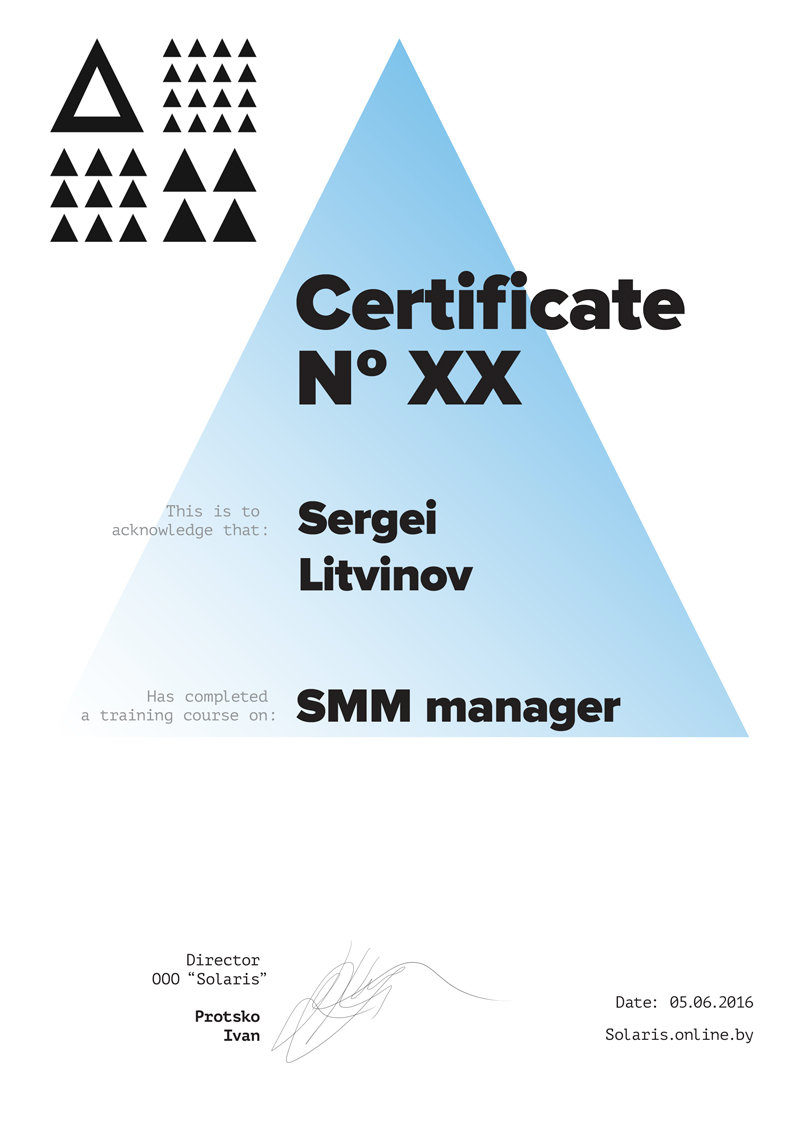 Certificate
Nº XX
This is to
acknowledge that:
Sergei
Litvinov
Has completed
a training course on:
SMM manager
Director
OOO “Solaris”
Protsko
Ivan
Date: 05.06.2016
Solaris.online.by